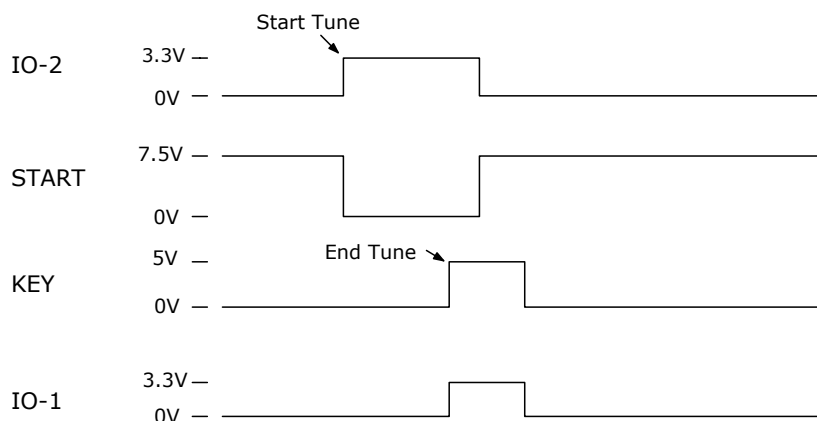 Start Tune
IO-2
3.3V
0V
START
7.5V
0V
End Tune
KEY
5V
0V
IO-1
3.3V
0V